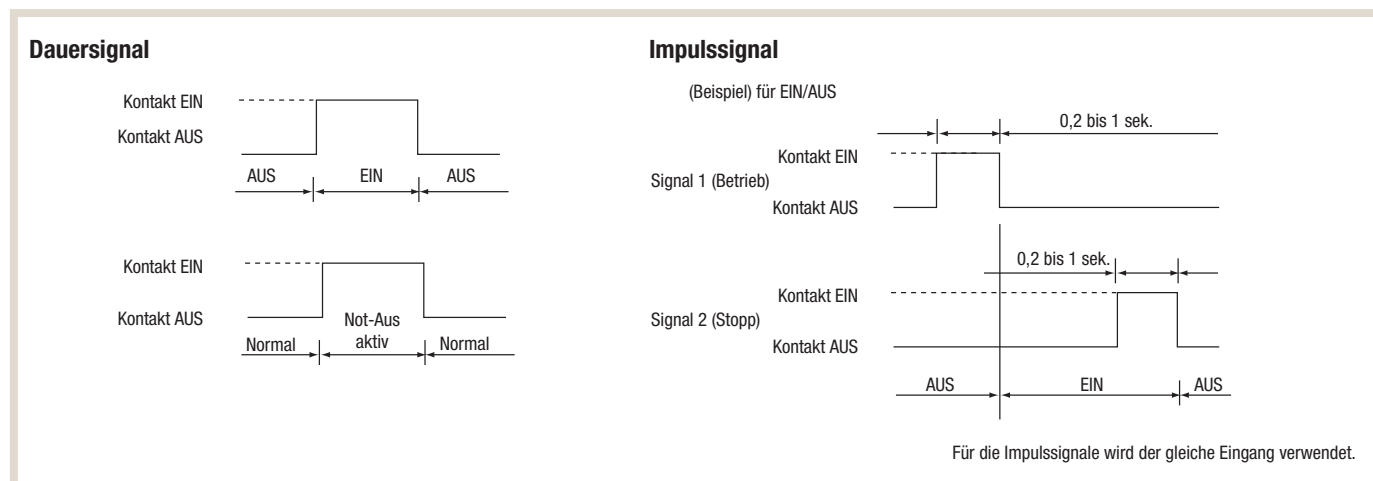 Dauersignal
Kontakt EIN
Kontakt AUS
AUS EIN AUS
Kontakt EIN
Kontakt AUS
Not-Aus
aktiv
Normal Normal
Impulssignal
(Beispiel) für EIN/AUS
0,2 bis 1 sek.
Kontakt EIN
Signal 1 (Betrieb)
Kontakt AUS
0,2 bis 1 sek.
Kontakt EIN
Signal 2 (Stopp)
Kontakt AUS
AUS EIN AUS
Für die Impulssignale wird der gleiche Eingang verwendet.